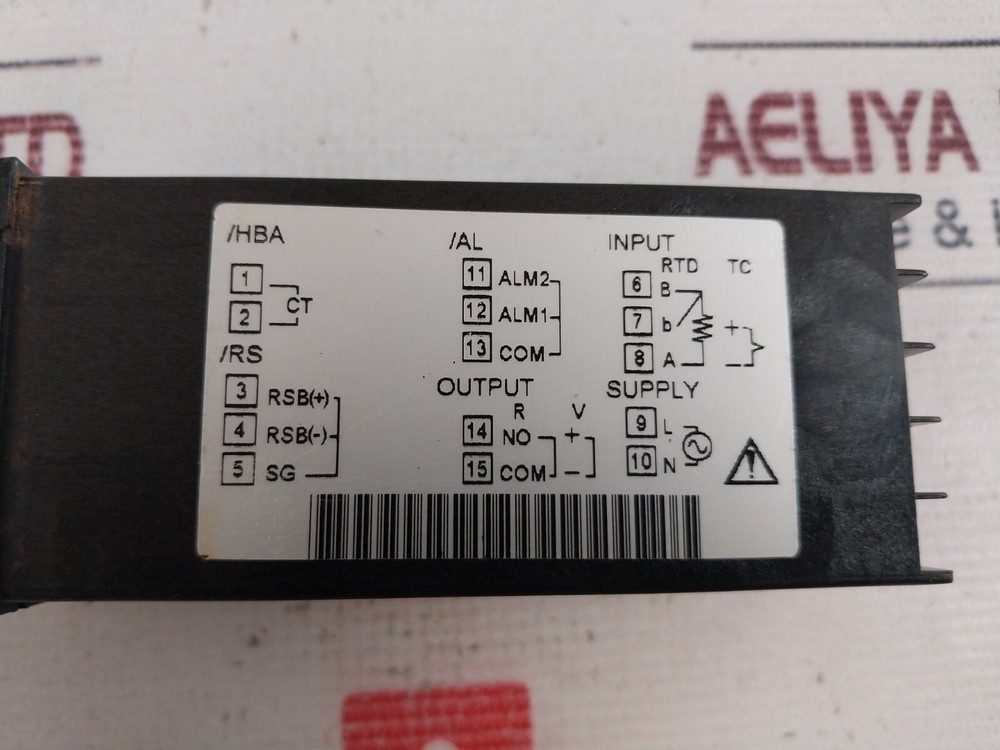 TD
AELIYA
& 
/HBA
1
2
CT
/RS
3 RSB(+)
4 RSB(-)
5 SG
/AL
11 ALM2
12 ALM1
13 COM
OUTPUT
R V
14 NO +
15 COM −
INPUT
RTD TC
6 B
7 b +
8 A −
SUPPLY
9 L
10 N